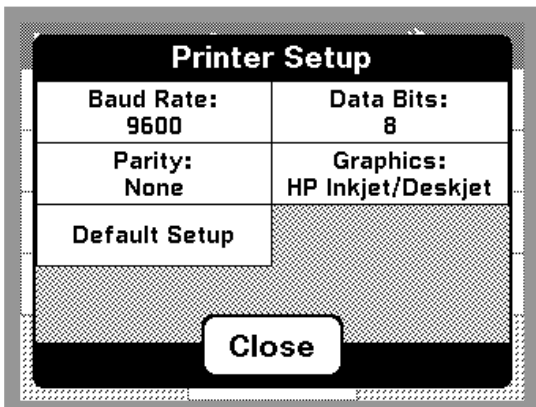 Printer Setup
Baud Rate:
9600
Data Bits:
8
Parity:
None
Graphics:
HP Inkjet/Deskjet
Default Setup
Close